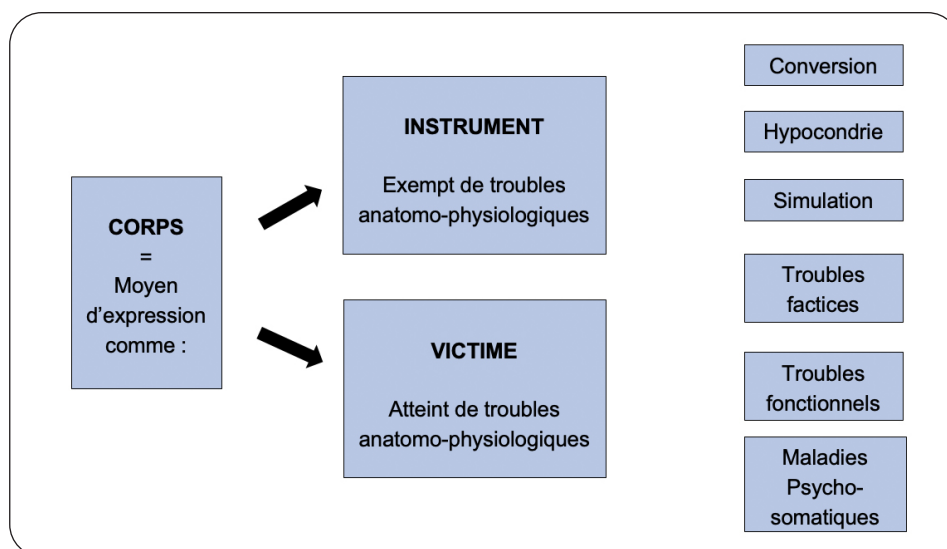 CORPS
=
Moyen
d’expression
comme :
INSTRUMENT
Exempt de troubles
anatomo-physiologiques
VICTIME
Atteint de troubles
anatomo-physiologiques
Conversion
Hypocondrie
Simulation
Troubles
factices
Troubles
fonctionnels
Maladies
Psycho-
somatiques